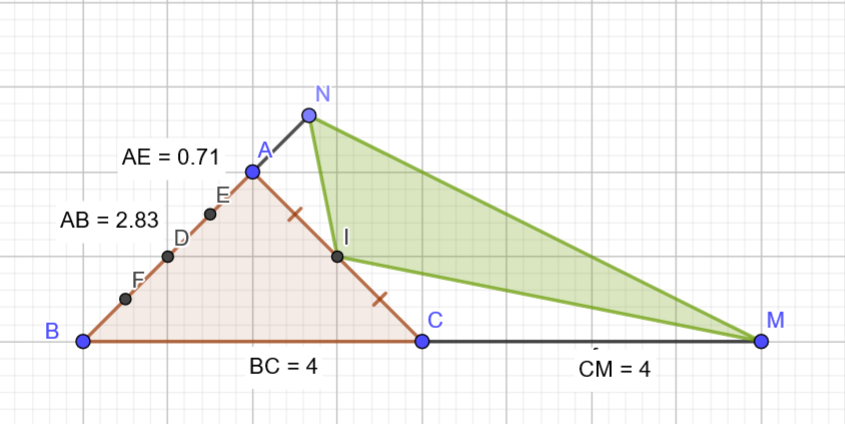 N
A
AE = 0.71
E
AB = 2.83
D
I
F
B
C
M
BC = 4
CM = 4